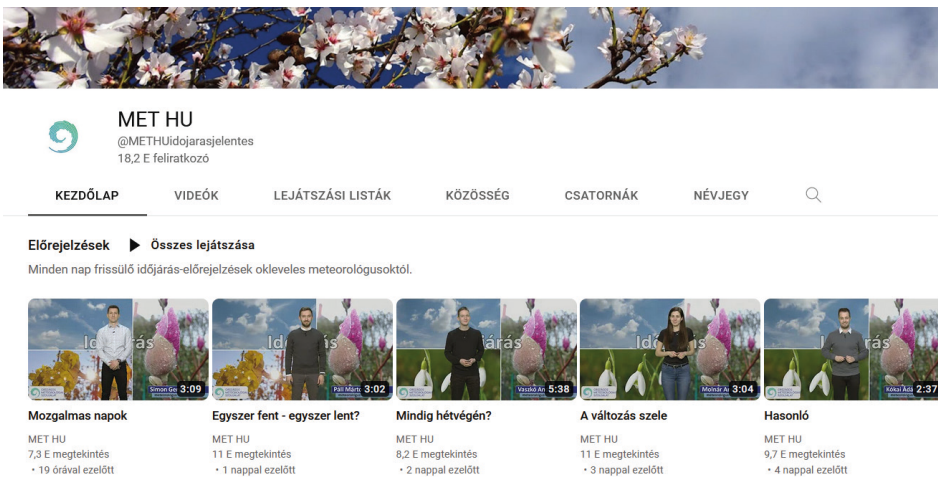 MET HU
@METHUidojarasjelentes
18,2 E feliratkozó
KEZDŐLAP VIDEÓK LEJÁTSZÁSI LISTÁK KÖZÖSSÉG CSATORNÁK NÉVJEGY
Előrejelzések Összes lejátszása
Minden nap frissülő időjárás-előrejelzések okleveles meteorológusoktól.
3:09 3:02 5:38 3:04 2:37
Mozgalmas napok Egyszer fent - egyszer lent? Mindig hétvégén? A változás szele Hasonló
MET HU MET HU MET HU MET HU MET HU
7,3 E megtekintés 11 E megtekintés 8,2 E megtekintés 11 E megtekintés 9,7 E megtekintés
• 19 órával ezelőtt • 1 nappal ezelőtt • 2 nappal ezelőtt • 3 nappal ezelőtt • 4 nappal ezelőtt